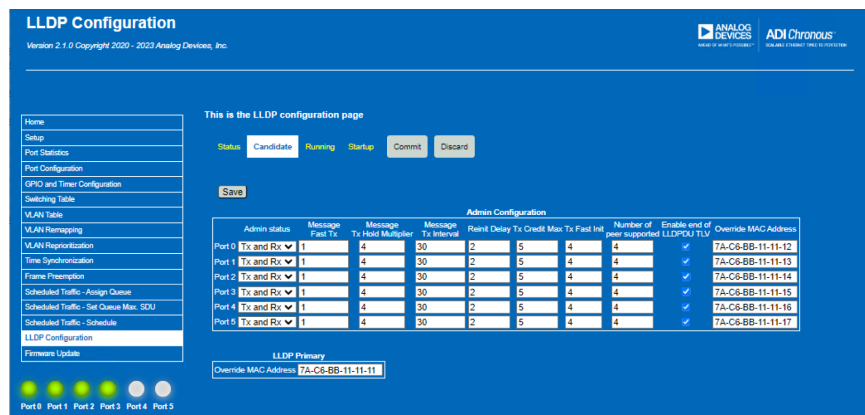 LLDP Configuration
Version 2.1.0 Copyright 2020 - 2023 Analog Devices, Inc.
ANALOG DEVICES
AHEAD OF WHAT'S POSSIBLE™
ADI Chronous™
SCALABLE ETHERNET TIMED TO PERFECTION
Home
Setup
Port Statistics
Port Configuration
GPIO and Timer Configuration
Switching Table
VLAN Table
VLAN Remapping
VLAN Reprioritization
Time Synchronization
Frame Preemption
Scheduled Traffic - Assign Queue
Scheduled Traffic - Set Queue Max. SDU
Scheduled Traffic - Schedule
LLDP Configuration
Firmware Update
Port 0 Port 1 Port 2 Port 3 Port 4 Port 5
This is the LLDP configuration page
Status Candidate Running Startup Commit Discard
Save
Admin Configuration
Admin status Message Fast Tx Message Tx Hold Multiplier Message Tx Interval Reinit Delay Tx Credit Max Tx Fast Init Number of peer supported Enable end of LLDPDU TLV Override MAC Address
Port 0 Tx and Rx 1 4 30 2 5 4 4 7A-C6-BB-11-11-12
Port 1 Tx and Rx 1 4 30 2 5 4 4 7A-C6-BB-11-11-13
Port 2 Tx and Rx 1 4 30 2 5 4 4 7A-C6-BB-11-11-14
Port 3 Tx and Rx 1 4 30 2 5 4 4 7A-C6-BB-11-11-15
Port 4 Tx and Rx 1 4 30 2 5 4 4 7A-C6-BB-11-11-16
Port 5 Tx and Rx 1 4 30 2 5 4 4 7A-C6-BB-11-11-17
LLDP Primary
Override MAC Address 7A-C6-BB-11-11-11